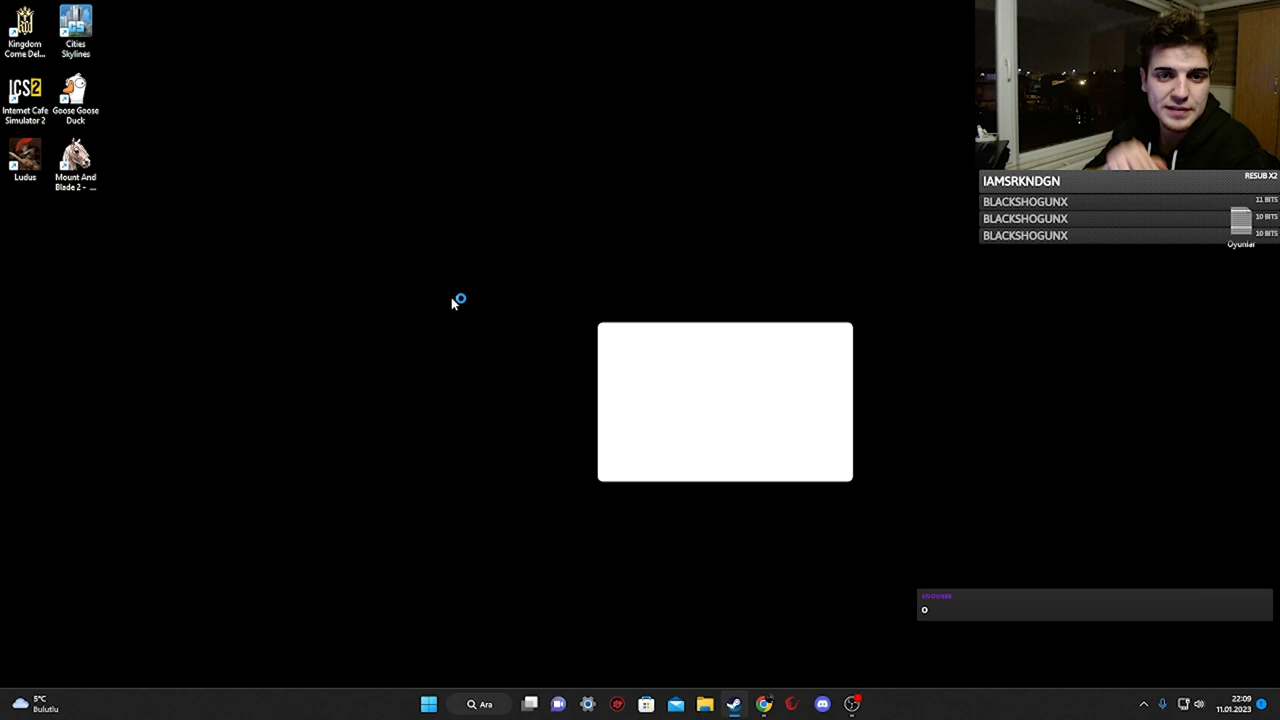 Kingdom
Come Del...
Cities
Skylines
ICS2
Internet Cafe
Simulator 2
Goose Goose
Duck
Ludus
Mount And
Blade 2 - ...
IAMSRKNDGN RESUB X2
BLACKSHOGUNX 11 BITS
BLACKSHOGUNX 10 BITS
BLACKSHOGUNX 10 BITS
Oyunlar
o
5°C
Bulutlu
Ara
22:09
11.01.2023